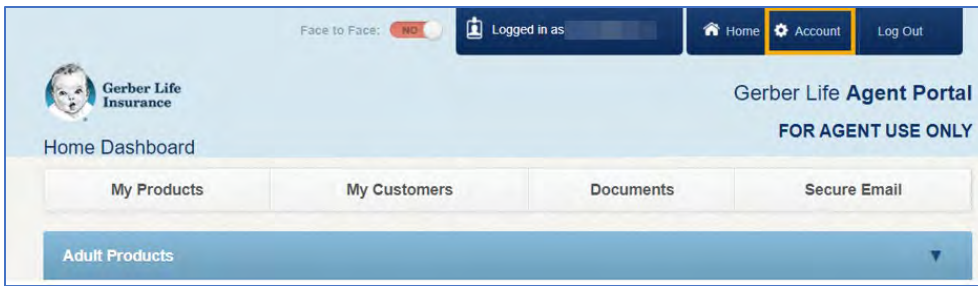 Face to Face: NO Logged in as Home Account Log Out
Gerber Life
Insurance
Gerber Life Agent Portal
FOR AGENT USE ONLY
Home Dashboard
My Products My Customers Documents Secure Email
Adult Products